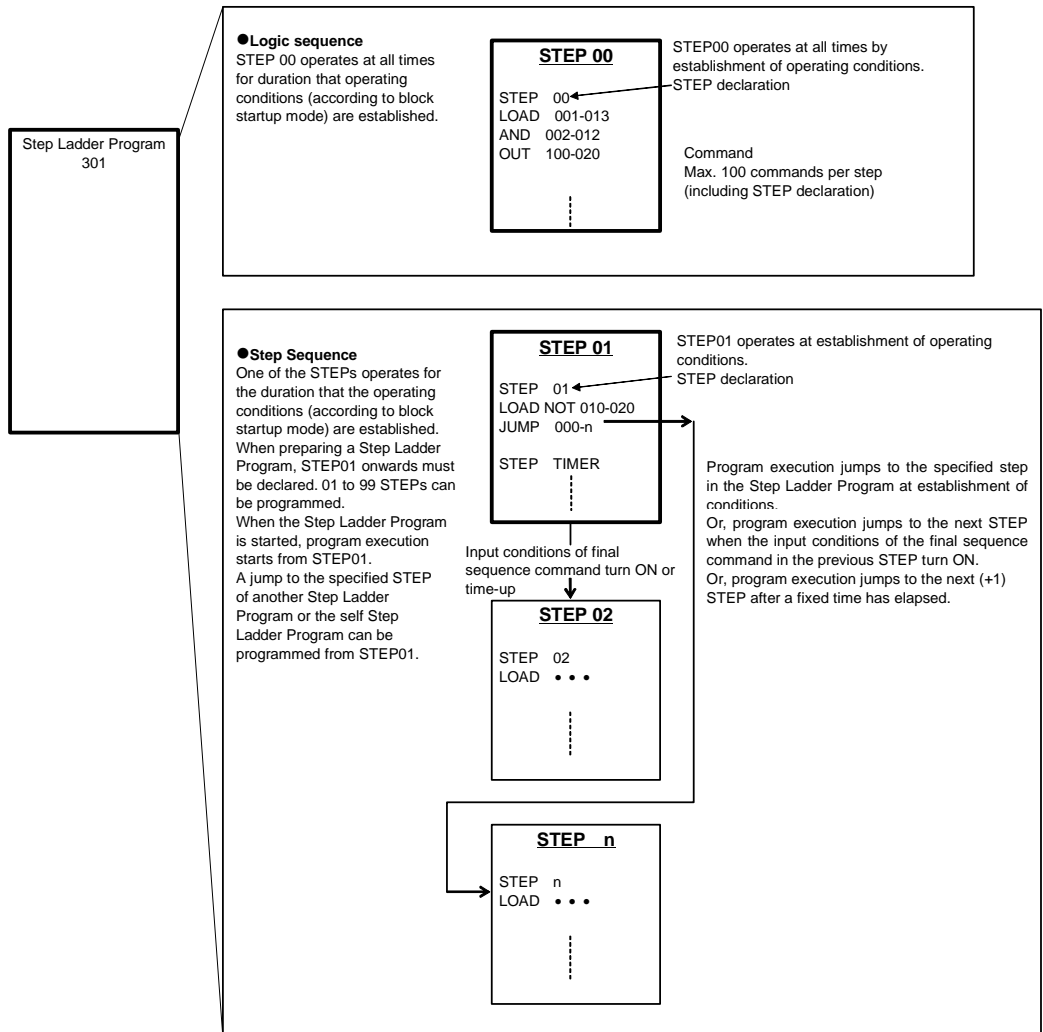 Step Ladder Program
301
●Logic sequence
STEP 00 operates at all times
for duration that operating
conditions (according to block
startup mode) are established.
STEP 00
STEP 00
LOAD 001-013
AND 002-012
OUT 100-020
STEP00 operates at all times by
establishment of operating conditions.
STEP declaration
Command
Max. 100 commands per step
(including STEP declaration)
●Step Sequence
One of the STEPs operates for
the duration that the operating
conditions (according to block
startup mode) are established.
When preparing a Step Ladder
Program, STEP01 onwards must
be declared. 01 to 99 STEPs can
be programmed.
When the Step Ladder Program
is started, program execution
starts from STEP01.
A jump to the specified STEP
of another Step Ladder
Program or the self Step
Ladder Program can be
programmed from STEP01.
STEP 01
STEP 01
LOAD NOT 010-020
JUMP 000-n
STEP TIMER
STEP01 operates at establishment of operating
conditions.
STEP declaration
Program execution jumps to the specified step
in the Step Ladder Program at establishment of
conditions.
Or, program execution jumps to the next STEP
when the input conditions of the final sequence
command in the previous STEP turn ON.
Or, program execution jumps to the next (+1)
STEP after a fixed time has elapsed.
Input conditions of final
sequence command turn ON or
time-up
STEP 02
STEP 02
LOAD • • •
STEP n
STEP n
LOAD • • •